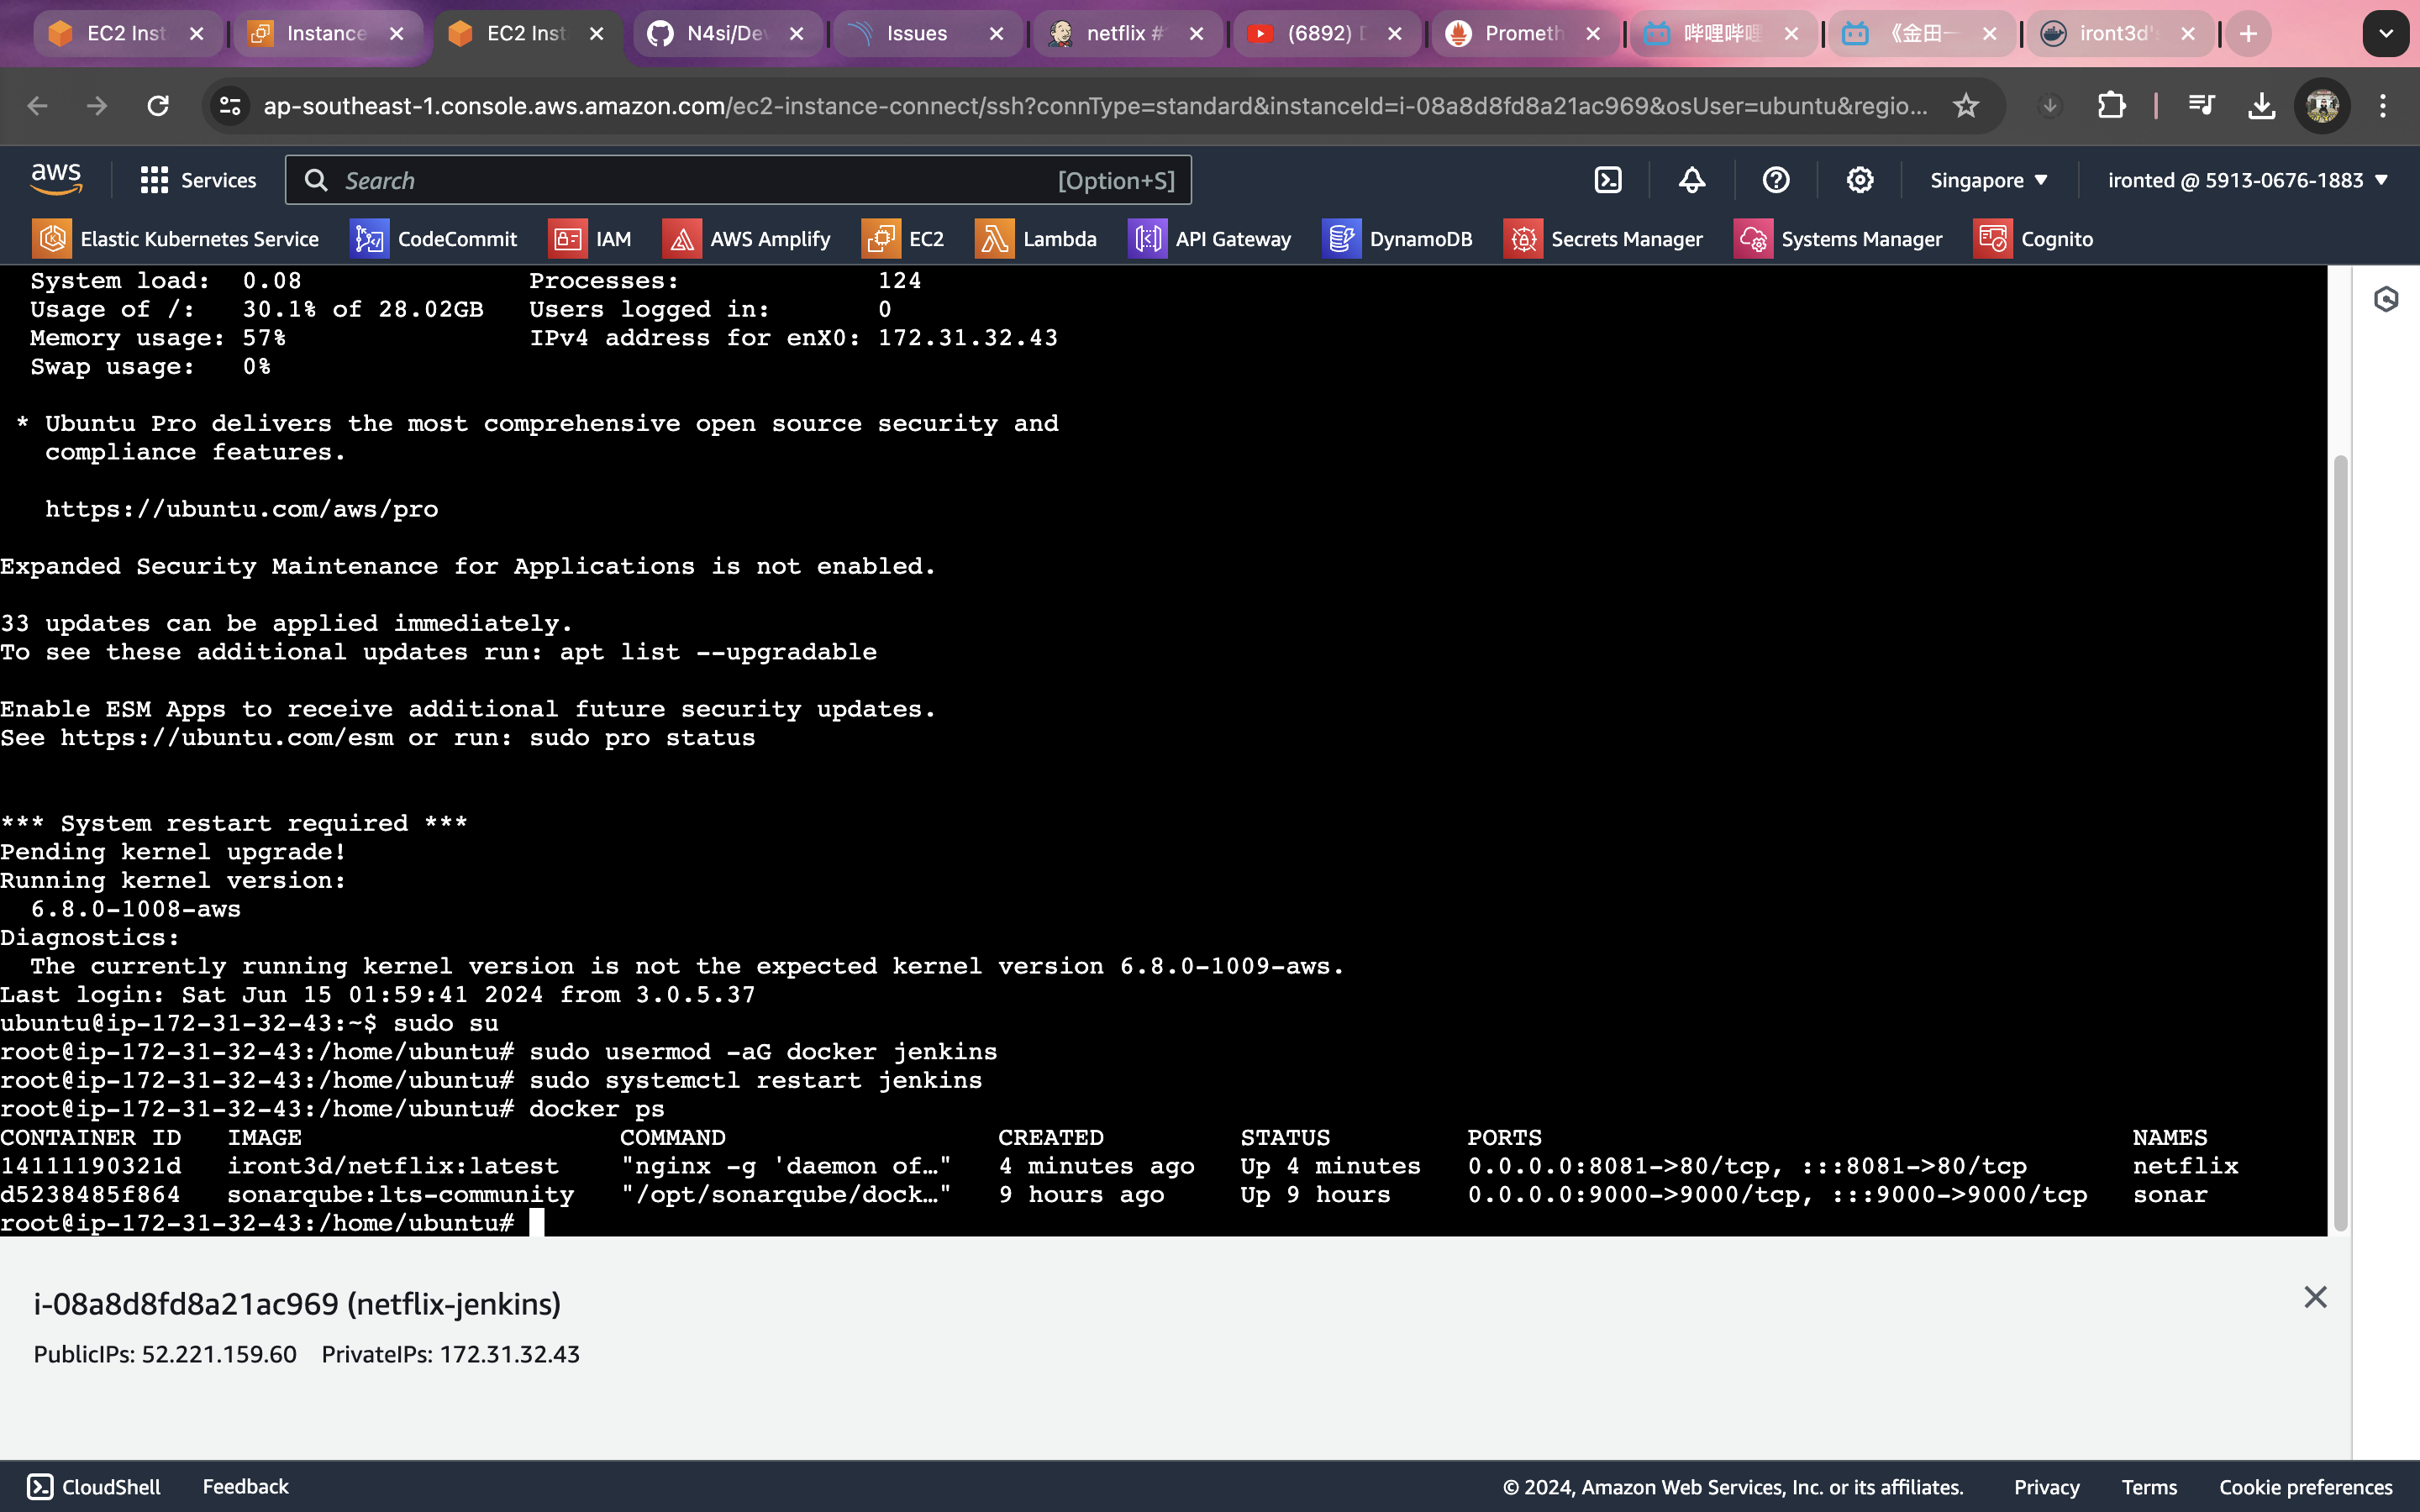 EC2 Inst
Instance
EC2 Inst
N4si/Dev
Issues
netflix #
(6892)
Prometh
哔哩哔哩
《金田一
iront3d's
ap-southeast-1.console.aws.amazon.com/ec2-instance-connect/ssh?connType=standard&instanceId=i-08a8d8fd8a21ac969&osUser=ubuntu&regio...
aws
Services
Search
[Option+S]
Singapore
ironted @ 5913-0676-1883
Elastic Kubernetes Service
CodeCommit
IAM
AWS Amplify
EC2
Lambda
API Gateway
DynamoDB
Secrets Manager
Systems Manager
Cognito
System load: 0.08 Processes: 124
Usage of /: 30.1% of 28.02GB Users logged in: 0
Memory usage: 57% IPv4 address for enX0: 172.31.32.43
Swap usage: 0%
* Ubuntu Pro delivers the most comprehensive open source security and
compliance features.
https://ubuntu.com/aws/pro
Expanded Security Maintenance for Applications is not enabled.
33 updates can be applied immediately.
To see these additional updates run: apt list --upgradable
Enable ESM Apps to receive additional future security updates.
See https://ubuntu.com/esm or run: sudo pro status
*** System restart required ***
Pending kernel upgrade!
Running kernel version:
6.8.0-1008-aws
Diagnostics:
The currently running kernel version is not the expected kernel version 6.8.0-1009-aws.
Last login: Sat Jun 15 01:59:41 2024 from 3.0.5.37
ubuntu@ip-172-31-32-43:~$ sudo su
root@ip-172-31-32-43:/home/ubuntu# sudo usermod -aG docker jenkins
root@ip-172-31-32-43:/home/ubuntu# sudo systemctl restart jenkins
root@ip-172-31-32-43:/home/ubuntu# docker ps
CONTAINER ID IMAGE COMMAND CREATED STATUS PORTS NAMES
14111190321d iront3d/netflix:latest "nginx -g 'daemon of…" 4 minutes ago Up 4 minutes 0.0.0.0:8081->80/tcp, :::8081->80/tcp netflix
d5238485f864 sonarqube:lts-community "/opt/sonarqube/dock…" 9 hours ago Up 9 hours 0.0.0.0:9000->9000/tcp, :::9000->9000/tcp sonar
root@ip-172-31-32-43:/home/ubuntu#
i-08a8d8fd8a21ac969 (netflix-jenkins)
PublicIPs: 52.221.159.60 PrivateIPs: 172.31.32.43
CloudShell
Feedback
© 2024, Amazon Web Services, Inc. or its affiliates.
Privacy
Terms
Cookie preferences